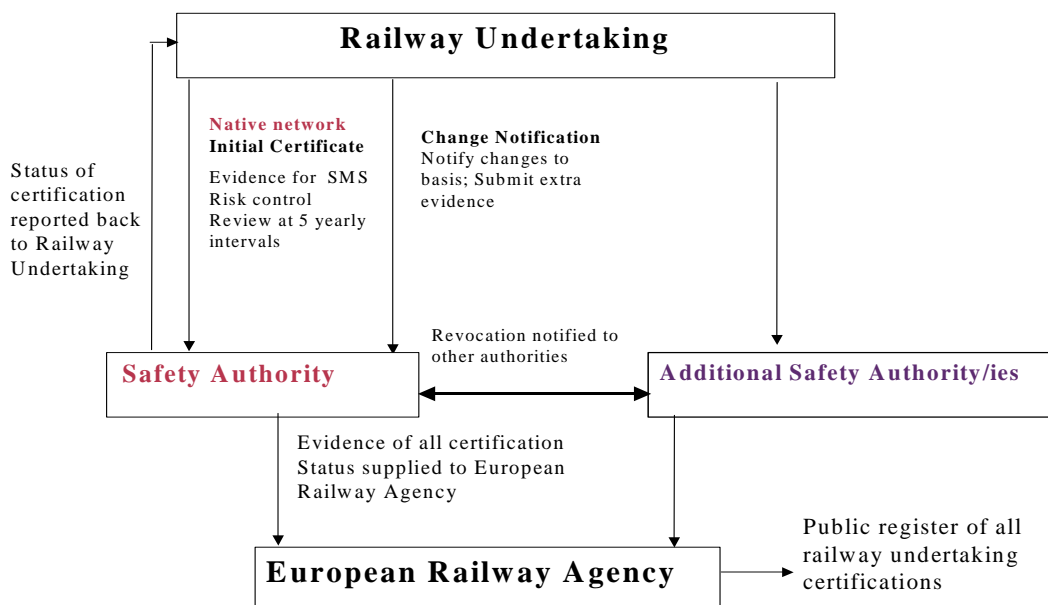 Railway Undertaking
Native network
Initial Certificate
Evidence for SMS
Risk control
Review at 5 yearly
intervals
Change Notification
Notify changes to
basis; Submit extra
evidence
Status of
certification
reported back
to Railway
Undertaking
Revocation notified to
other authorities
Safety Authority
Additional Safety Authority/ies
Evidence of all certification
Status supplied to European
Railway Agency
European Railway Agency
Public register of all
railway undertaking
certifications